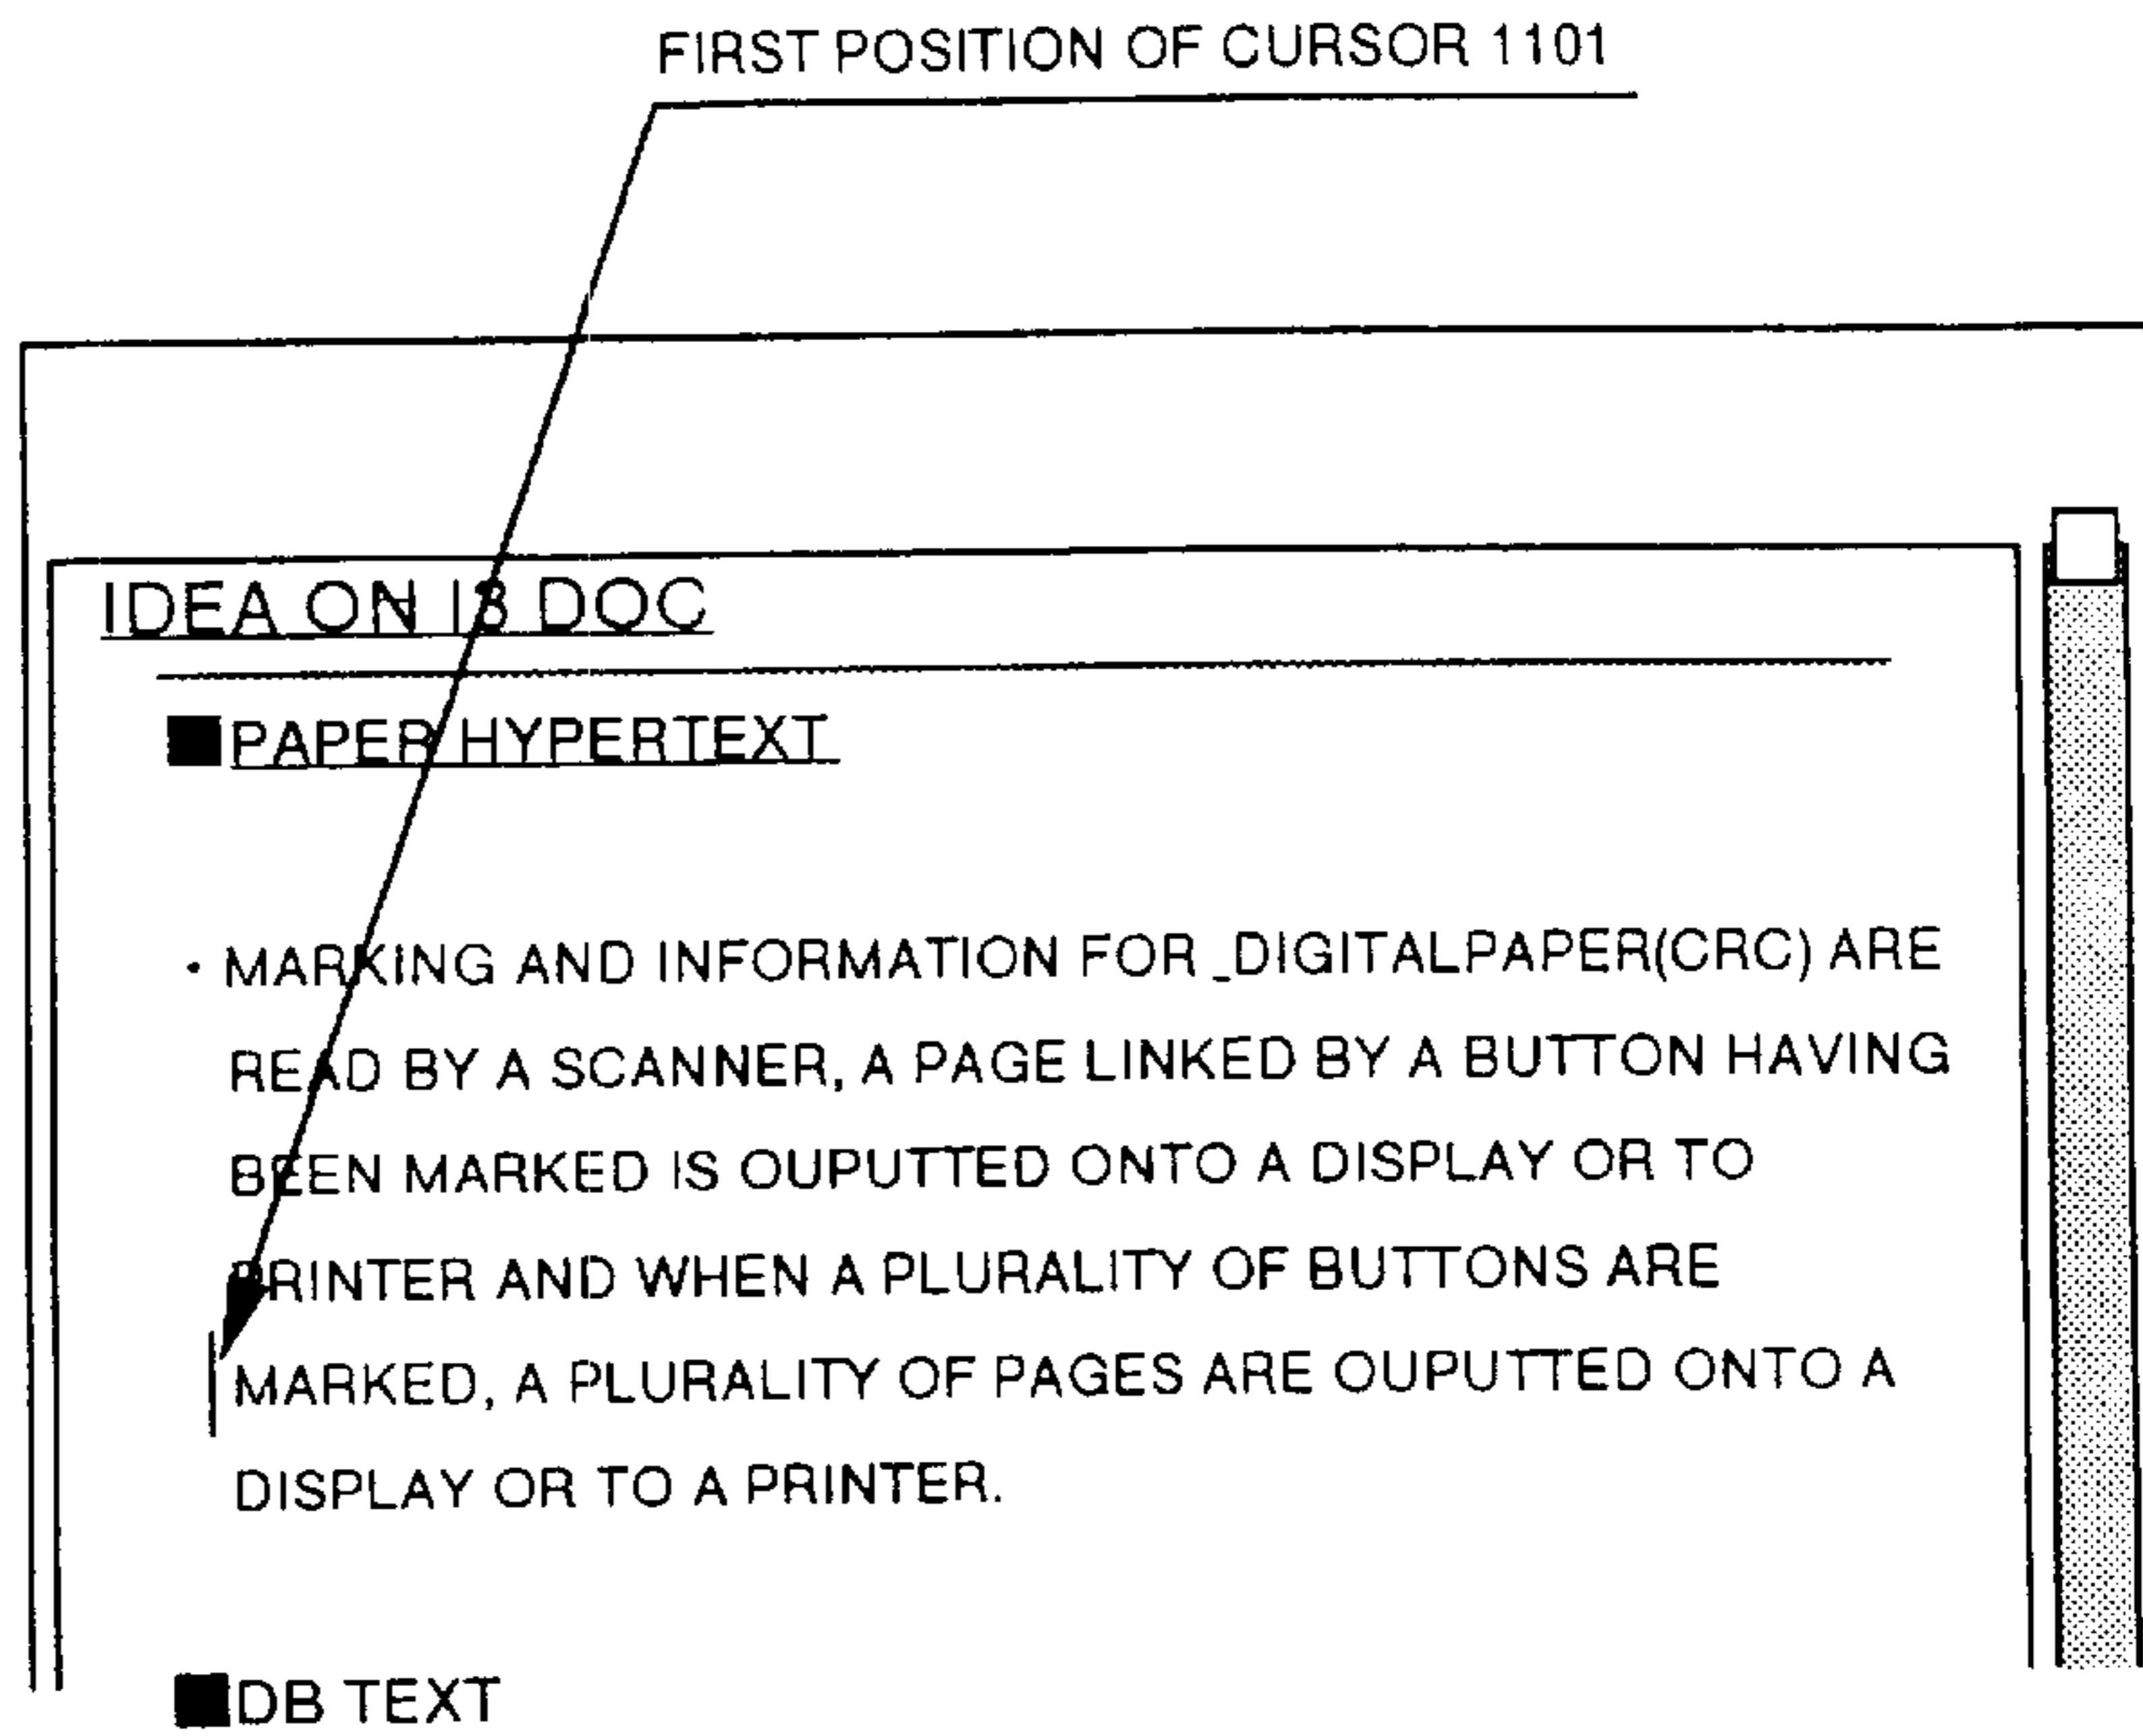 FIRST POSITION OF CURSOR 1101
IDEA ON I3 DOC
PAPER HYPERTEXT
· MARKING AND INFORMATION FOR _DIGITALPAPER(CRC) ARE
READ BY A SCANNER, A PAGE LINKED BY A BUTTON HAVING
BEEN MARKED IS OUPUTTED ONTO A DISPLAY OR TO
PRINTER AND WHEN A PLURALITY OF BUTTONS ARE
MARKED, A PLURALITY OF PAGES ARE OUPUTTED ONTO A
DISPLAY OR TO A PRINTER.
DB TEXT